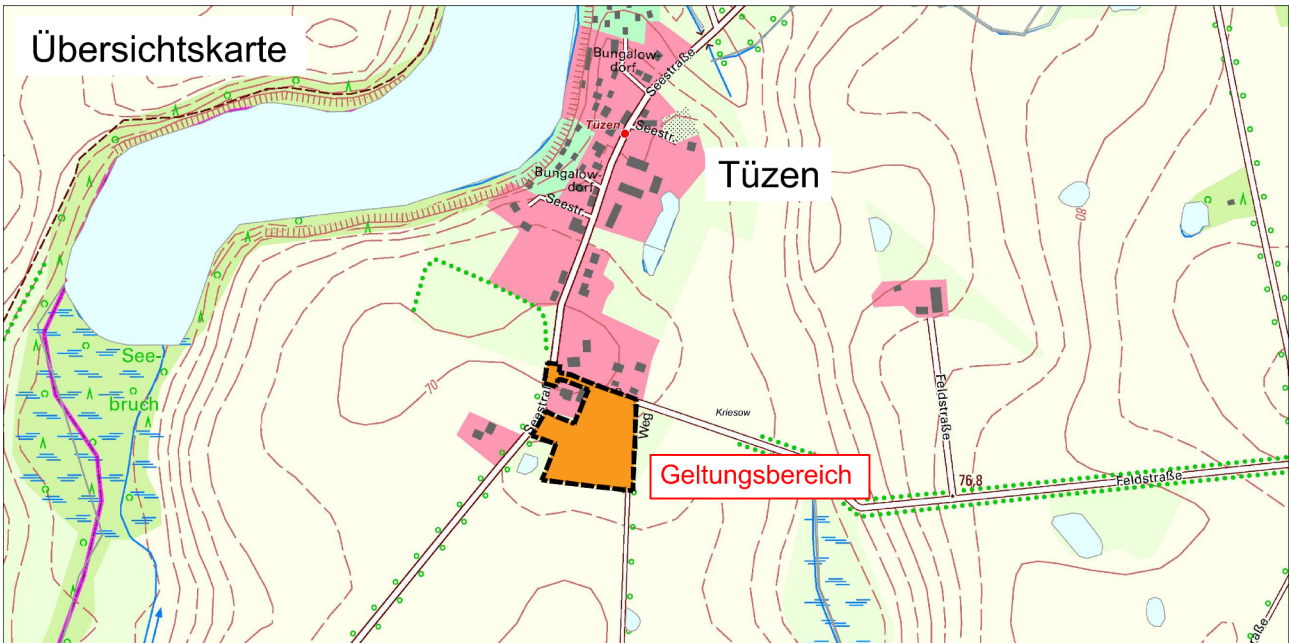 Übersichtskarte
Bungalow-
dorf
Seestraße
Tüzen
Seestr.
Tüzen
Bungalow-
dorf
Seestr.
80
See-
bruch
70
Seestraße
Kriesow
Weg
Feldstraße
Geltungsbereich
76,8
Feldstraße